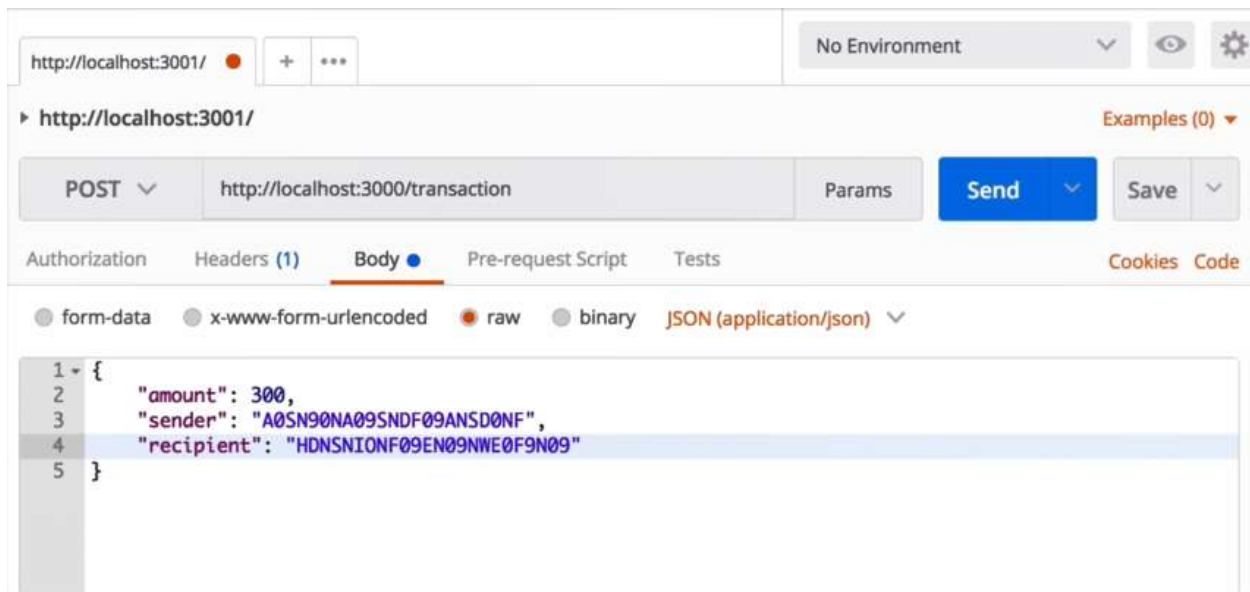 No Environment
http://localhost:3001/
http://localhost:3001/ Examples (0)
POST http://localhost:3000/transaction Params Send Save
Authorization Headers (1) Body Pre-request Script Tests Cookies Code
form-data x-www-form-urlencoded raw binary JSON (application/json)
1 {
2 "amount": 300,
3 "sender": "A0SN90NA09SNDF09ANSD0NF",
4 "recipient": "HDNSNIONF09EN09NWE0F9N09"
5 }